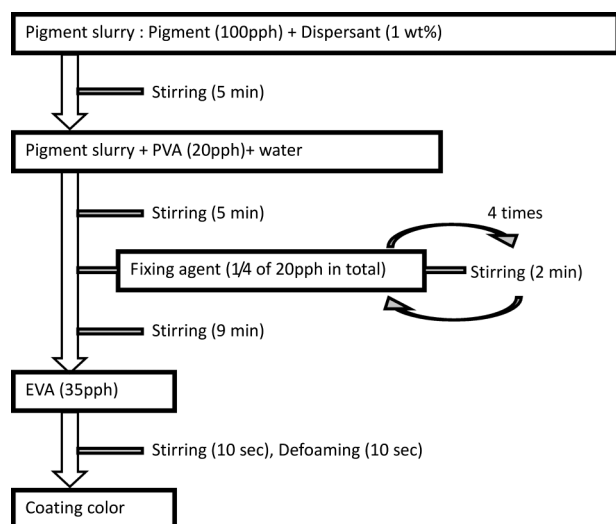 Pigment slurry : Pigment (100pph) + Dispersant (1 wt%)
Stirring (5 min)
Pigment slurry + PVA (20pph)+ water
Stirring (5 min)
4 times
Fixing agent (1/4 of 20pph in total)
Stirring (2 min)
Stirring (9 min)
EVA (35pph)
Stirring (10 sec), Defoaming (10 sec)
Coating color